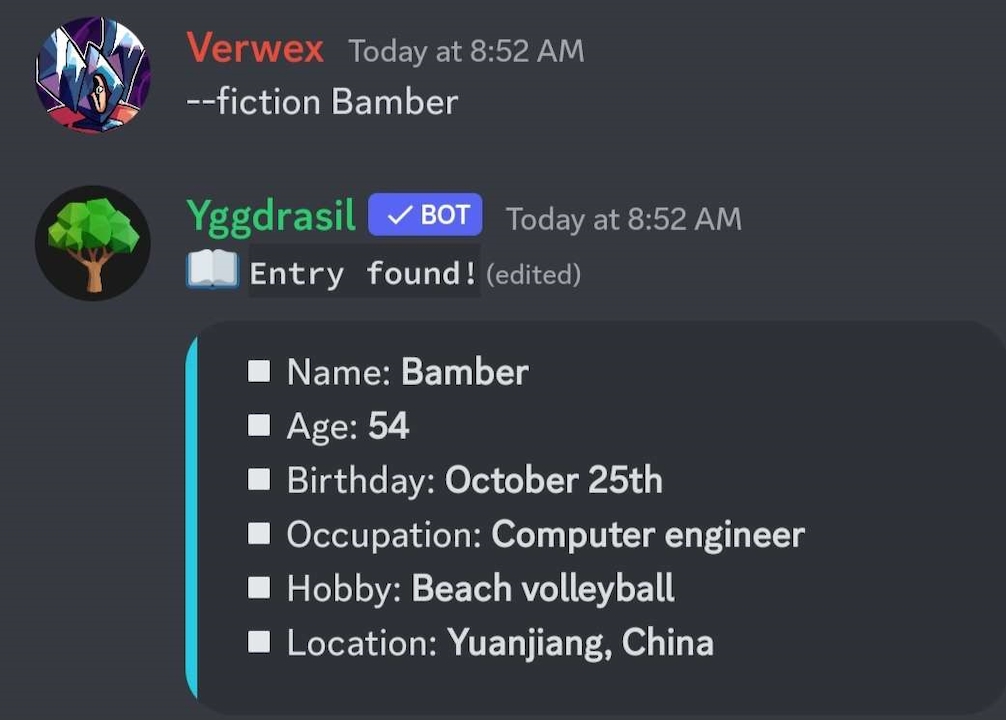 Verwex Today at 8:52 AM
--fiction Bamber
Yggdrasil ✓ BOT Today at 8:52 AM
Entry found! (edited)
Name: Bamber
Age: 54
Birthday: October 25th
Occupation: Computer engineer
Hobby: Beach volleyball
Location: Yuanjiang, China